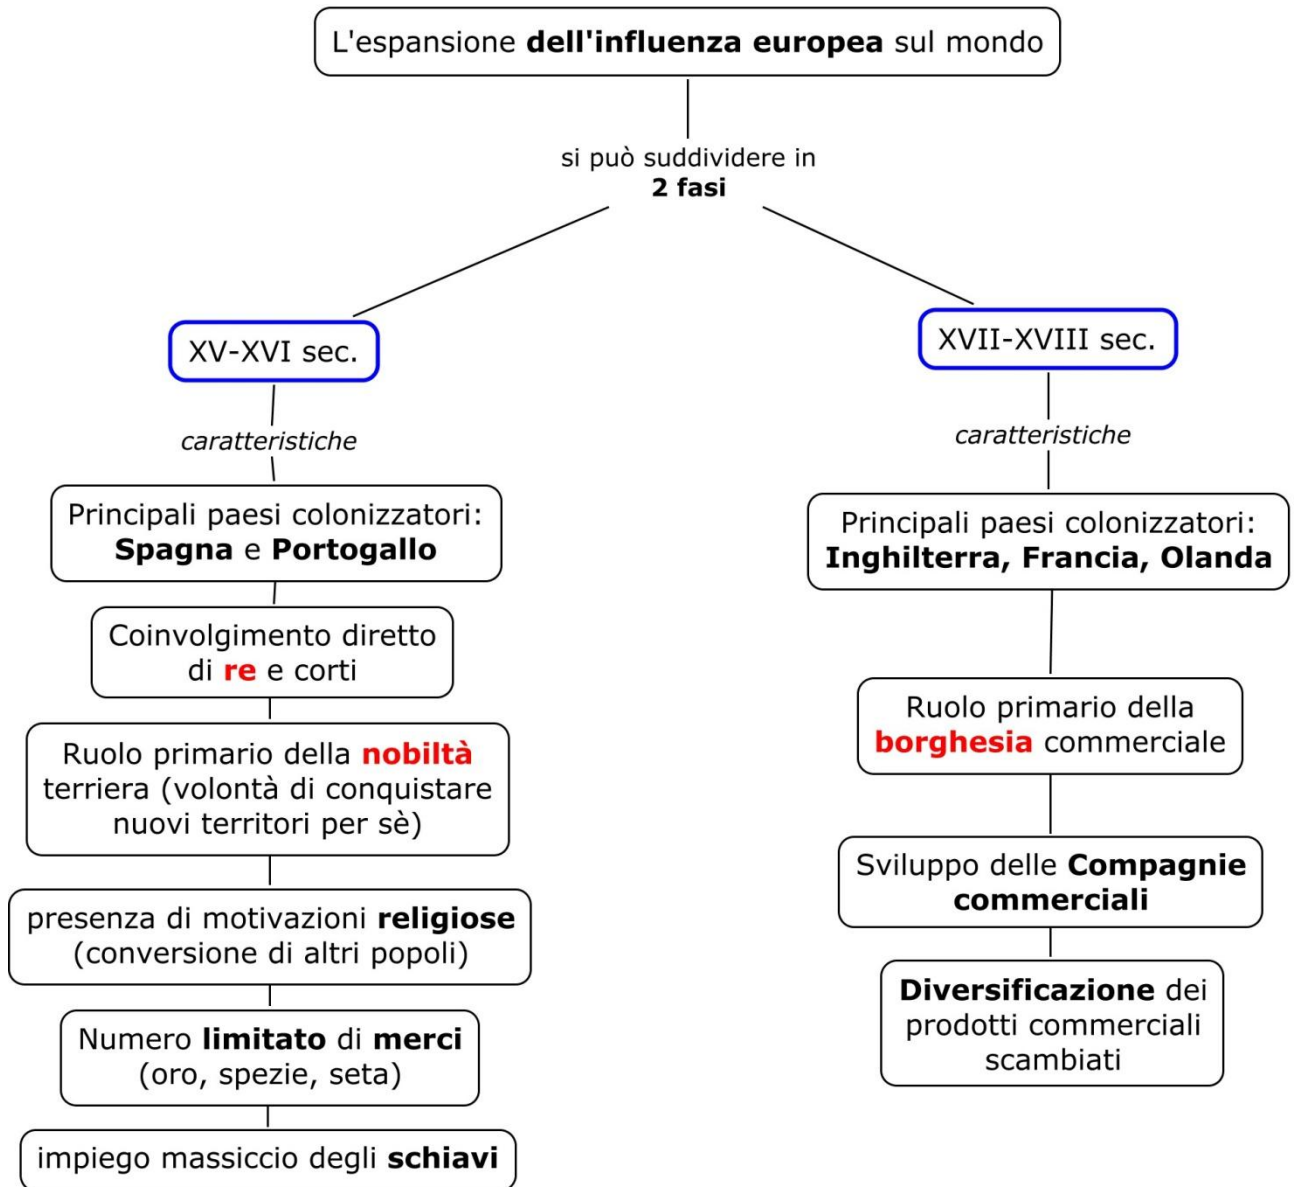 L'espansione dell'influenza europea sul mondo
si può suddividere in
2 fasi
XV-XVI sec.
caratteristiche
Principali paesi colonizzatori:
Spagna e Portogallo
Coinvolgimento diretto
di re e corti
Ruolo primario della nobiltà
terriera (volontà di conquistare
nuovi territori per sè)
presenza di motivazioni religiose
(conversione di altri popoli)
Numero limitato di merci
(oro, spezie, seta)
impiego massiccio degli schiavi
XVII-XVIII sec.
caratteristiche
Principali paesi colonizzatori:
Inghilterra, Francia, Olanda
Ruolo primario della
borghesia commerciale
Sviluppo delle Compagnie
commerciali
Diversificazione dei
prodotti commerciali
scambiati